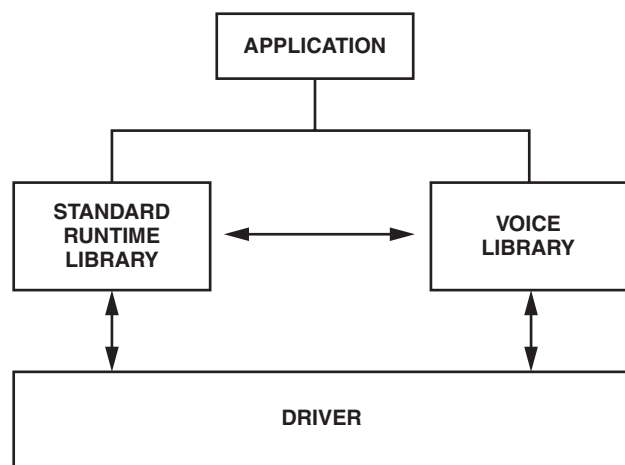 APPLICATION
STANDARD
RUNTIME
LIBRARY
VOICE
LIBRARY
DRIVER